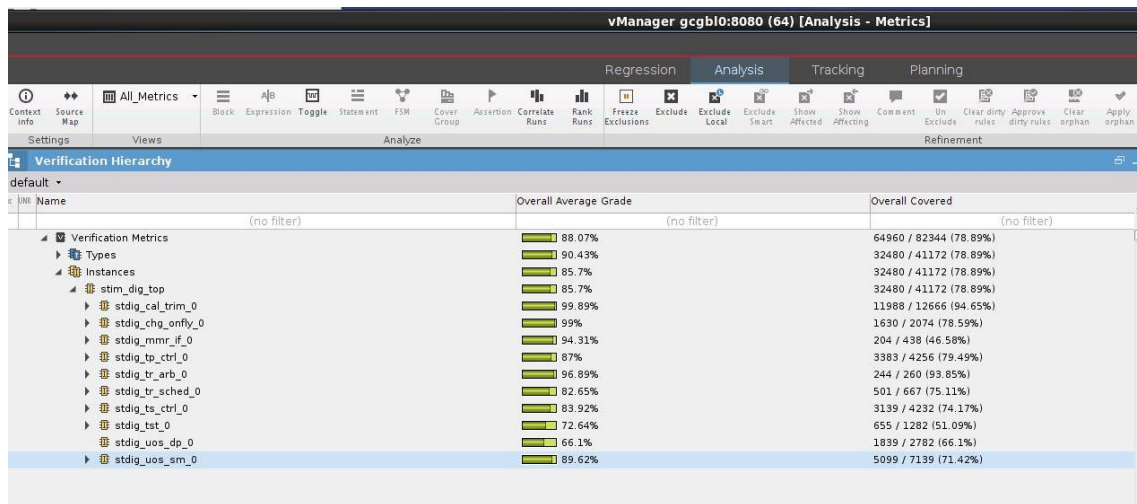 vManager gcgbl0:8080 (64) [Analysis - Metrics]
Regression Analysis Tracking Planning
Context info Source Map All_Metrics Block Expression Toggle Statement FSM Cover Group Assertion Correlate Runs Rank Runs Freeze Exclusions Exclude Exclude Local Exclude Smart Show Affected Show Affecting Comment Un Exclude Clear dirty rules Approve dirty rules Clear orphan Apply orphan
Settings Views Analyze Refinement
Verification Hierarchy
default
UNR Name Overall Average Grade Overall Covered
(no filter) (no filter) (no filter)
Verification Metrics 88.07% 64960 / 82344 (78.89%)
Types 90.43% 32480 / 41172 (78.89%)
Instances 85.7% 32480 / 41172 (78.89%)
stim_dig_top 85.7% 32480 / 41172 (78.89%)
stdig_cal_trim_0 99.89% 11988 / 12666 (94.65%)
stdig_chg_onfly_0 99% 1630 / 2074 (78.59%)
stdig_mmr_if_0 94.31% 204 / 438 (46.58%)
stdig_tp_ctrl_0 87% 3383 / 4256 (79.49%)
stdig_tr_arb_0 96.89% 244 / 260 (93.85%)
stdig_tr_sched_0 82.65% 501 / 667 (75.11%)
stdig_ts_ctrl_0 83.92% 3139 / 4232 (74.17%)
stdig_tst_0 72.64% 655 / 1282 (51.09%)
stdig_uos_dp_0 66.1% 1839 / 2782 (66.1%)
stdig_uos_sm_0 89.62% 5099 / 7139 (71.42%)